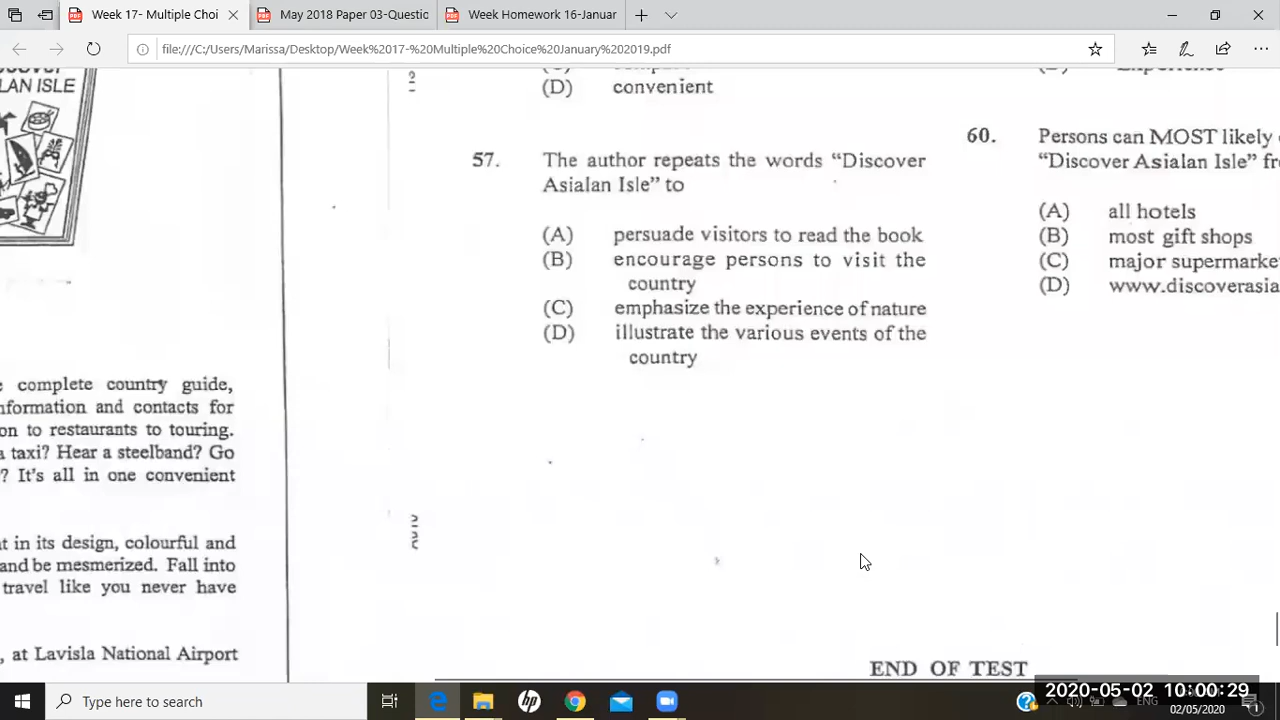 Week 17- Multiple Choi
May 2018 Paper 03-Questio
Week Homework 16-Januar
file:///C:/Users/Marissa/Desktop/Week%2017-%20Multiple%20Choice%20January%202019.pdf
LAN ISLE
complete country guide,
nformation and contacts for
on to restaurants to touring.
a taxi? Hear a steelband? Go
? It's all in one convenient
t in its design, colourful and
and be mesmerized. Fall into
travel like you never have
, at Lavisla National Airport
(D) convenient
57. The author repeats the words “Discover
Asialan Isle” to
(A) persuade visitors to read the book
(B) encourage persons to visit the
country
(C) emphasize the experience of nature
(D) illustrate the various events of the
country
60. Persons can MOST likely
“Discover Asialan Isle” fr
(A) all hotels
(B) most gift shops
(C) major supermarke
(D) www.discoverasia
END OF TEST
Type here to search
ENG
2020-05-02 10:00:29
02/05/2020